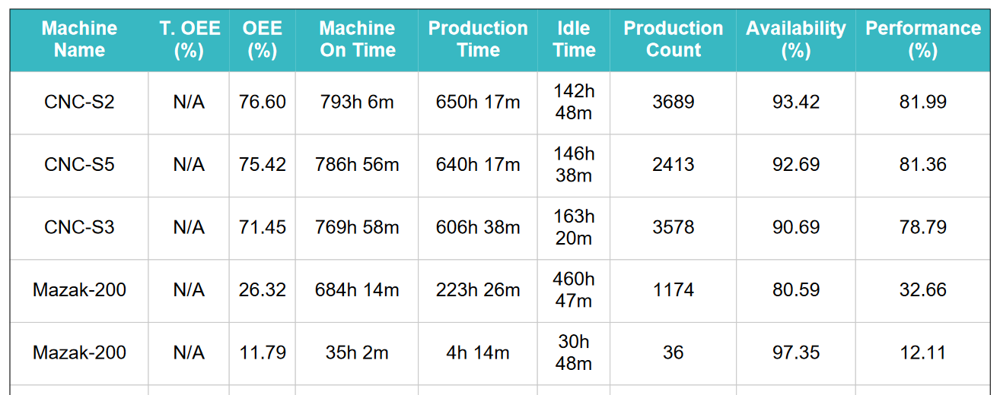 Machine Name | T. OEE (%) | OEE (%) | Machine On Time | Production Time | Idle Time | Production Count | Availability (%) | Performance (%)
CNC-S2 | N/A | 76.60 | 793h 6m | 650h 17m | 142h 48m | 3689 | 93.42 | 81.99
CNC-S5 | N/A | 75.42 | 786h 56m | 640h 17m | 146h 38m | 2413 | 92.69 | 81.36
CNC-S3 | N/A | 71.45 | 769h 58m | 606h 38m | 163h 20m | 3578 | 90.69 | 78.79
Mazak-200 | N/A | 26.32 | 684h 14m | 223h 26m | 460h 47m | 1174 | 80.59 | 32.66
Mazak-200 | N/A | 11.79 | 35h 2m | 4h 14m | 30h 48m | 36 | 97.35 | 12.11